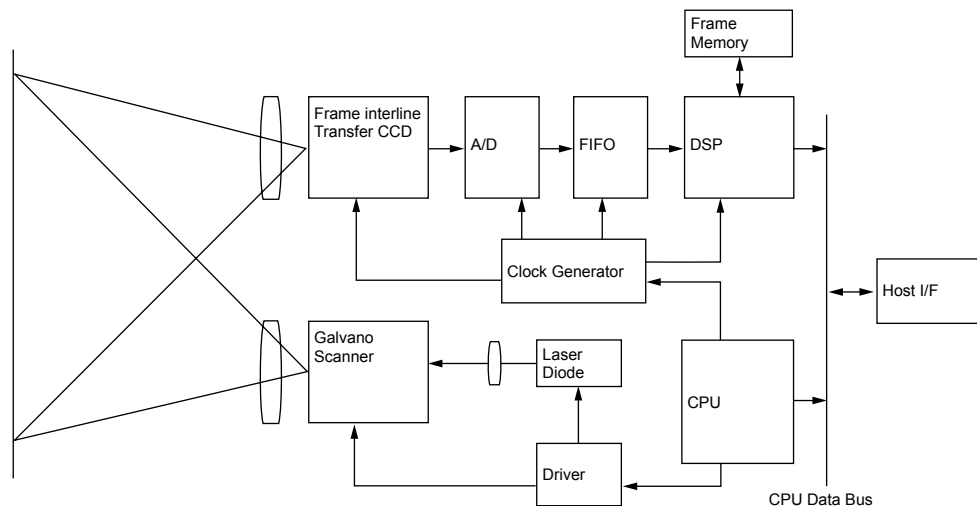 Frame
Memory
Frame interline
Transfer CCD
A/D
FIFO
DSP
Clock Generator
Host I/F
Galvano
Scanner
Laser
Diode
CPU
Driver
CPU Data Bus